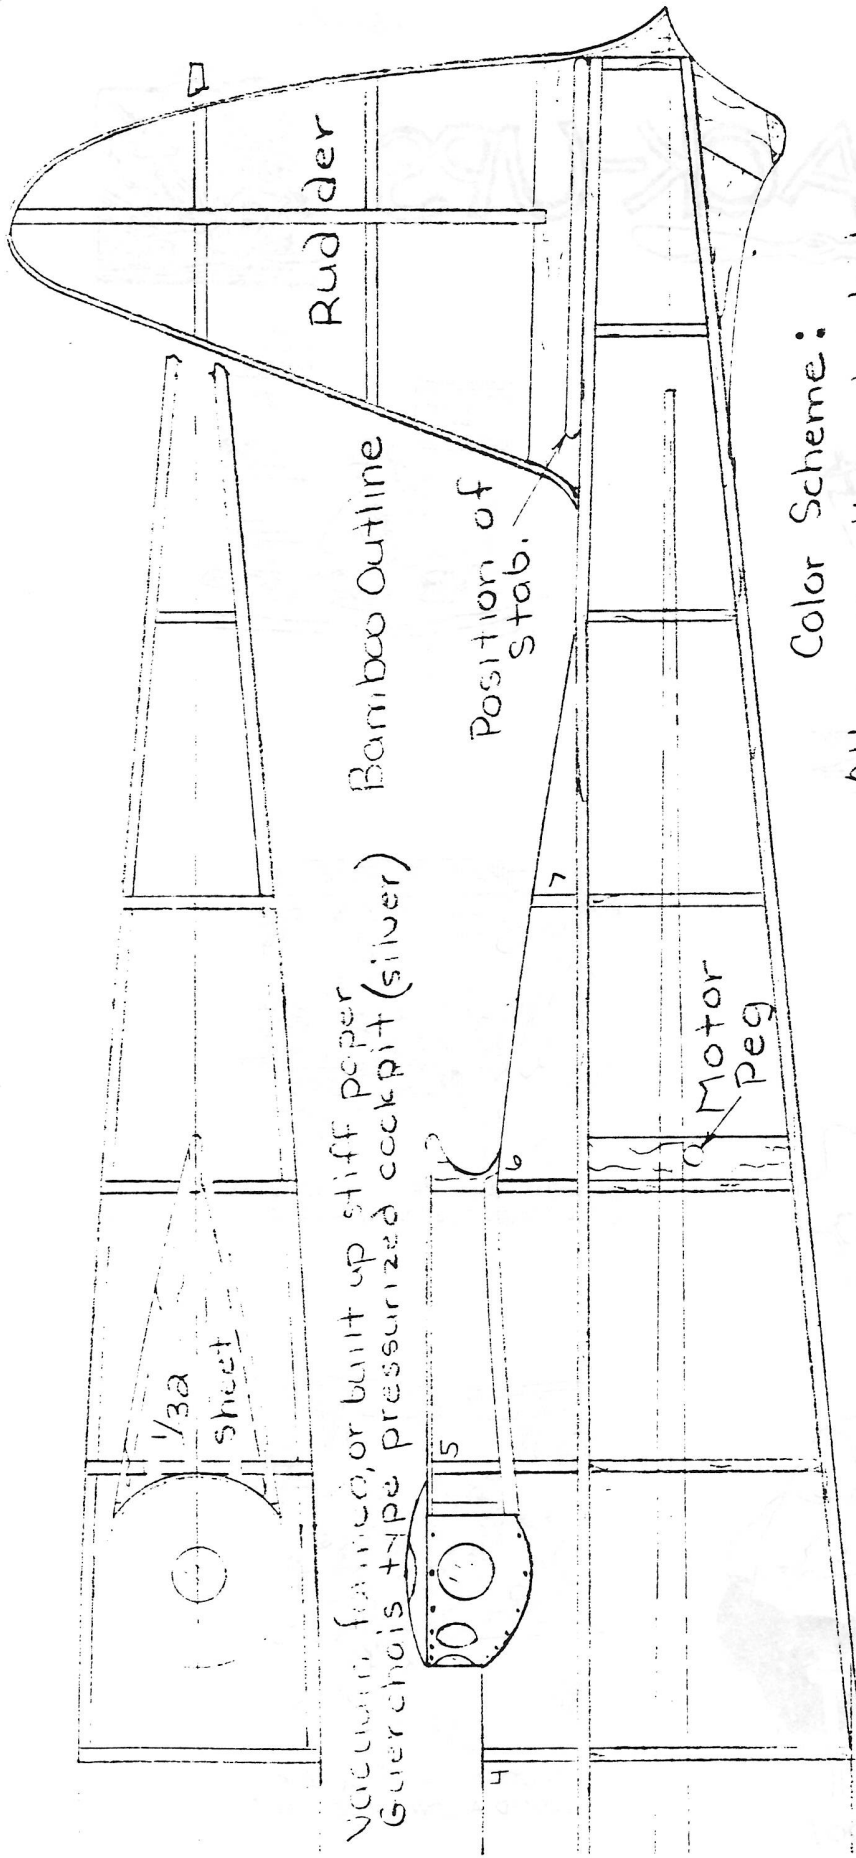 Rudder
Bamboo Outline
Position of
Stab.
1/32
sheet
Vacuum formed, or built up stiff paper
Guerchais type pressurized cockpit (silver)
7
6
5
4
Motor
Peg
Color Scheme: